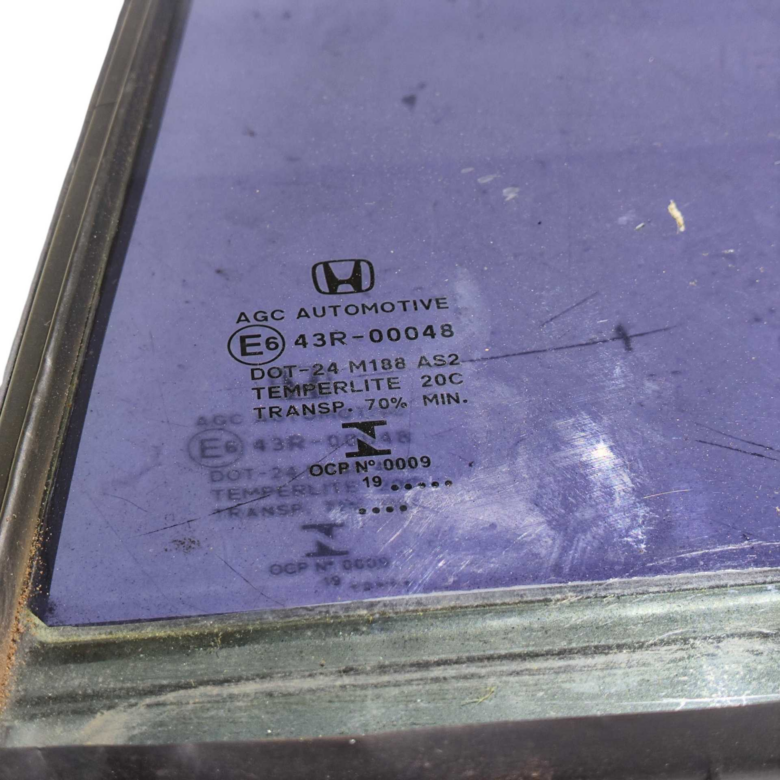 AGC AUTOMOTIVE
E6 43R-00048
DOT-24 M188 AS2
TEMPERLITE 20C
TRANSP. 70% MIN.
OCP Nº 0009
19 .....
....